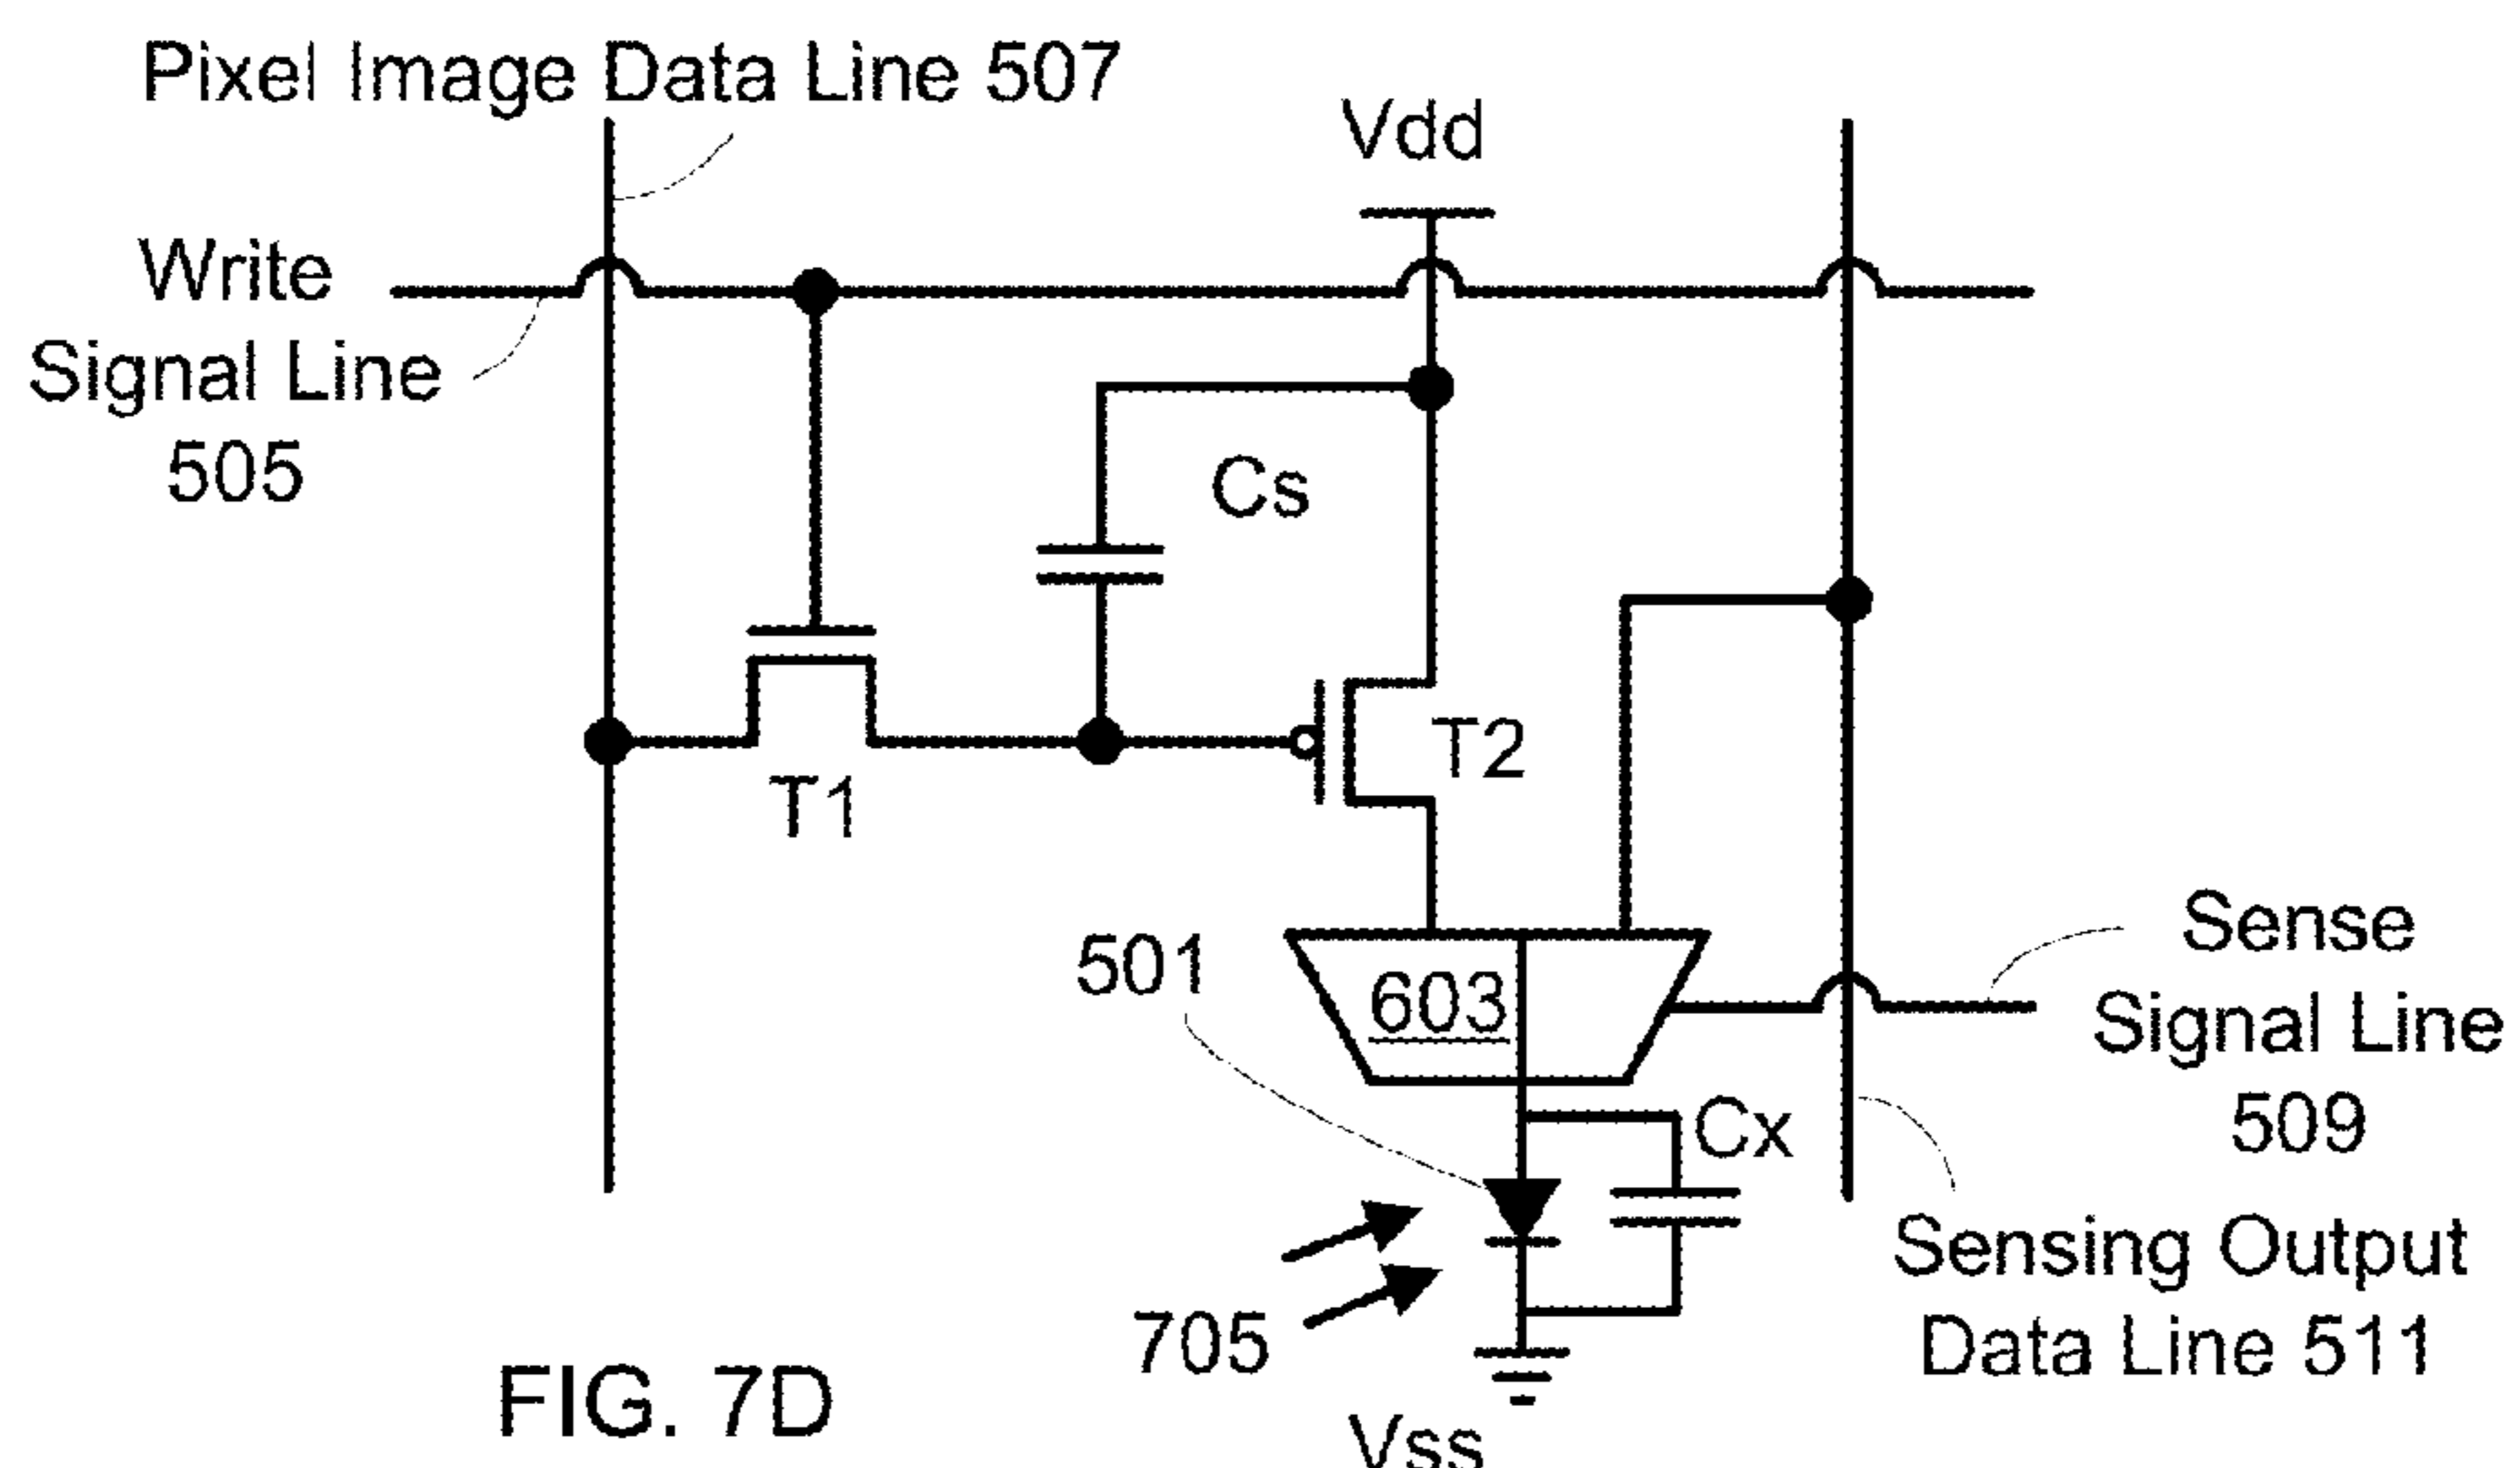 Pixel Image Data Line 507
Vdd
Write
Signal Line
505
Cs
T2
T1
Sense
Signal Line
509
501
603
Cx
Sensing Output
Data Line 511
705
FIG. 7D
Vss